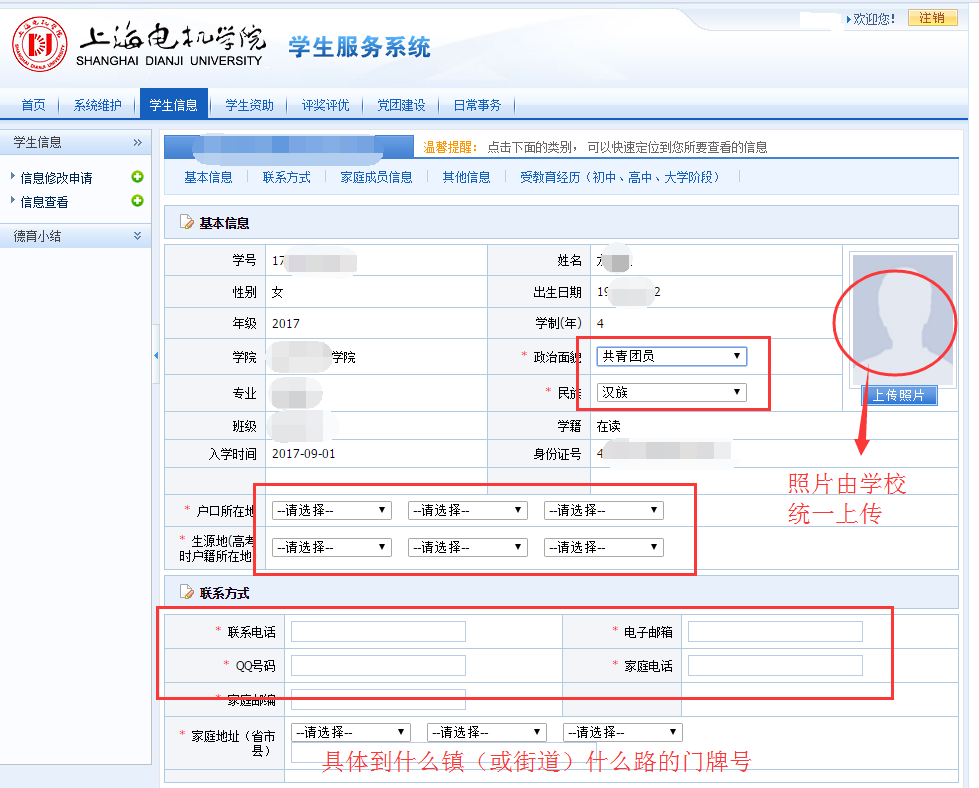 上海电机学院
SHANGHAI DIANJI UNIVERSITY
学生服务系统
欢迎您!
注销
首页 系统维护 学生信息 学生资助 评奖评优 党团建设 日常事务
学生信息
信息修改申请
信息查看
德育小结
温馨提醒: 点击下面的类别，可以快速定位到您所要查看的信息
基本信息 联系方式 家庭成员信息 其他信息 受教育经历（初中、高中、大学阶段）
基本信息
学号 17 姓名
性别 女 出生日期 19 2
年级 2017 学制(年) 4
学院 学院 * 政治面貌 共青团员
上传照片
专业 * 民族 汉族
班级 学籍 在读
入学时间 2017-09-01 身份证号 4
照片由学校
统一上传
* 户口所在地 --请选择-- --请选择-- --请选择--
* 生源地(高考
时户籍所在地 --请选择-- --请选择-- --请选择--
联系方式
* 联系电话 * 电子邮箱
* QQ号码 * 家庭电话
* 家庭邮编
* 家庭地址（省市
县） --请选择-- --请选择-- --请选择--
具体到什么镇（或街道）什么路的门牌号